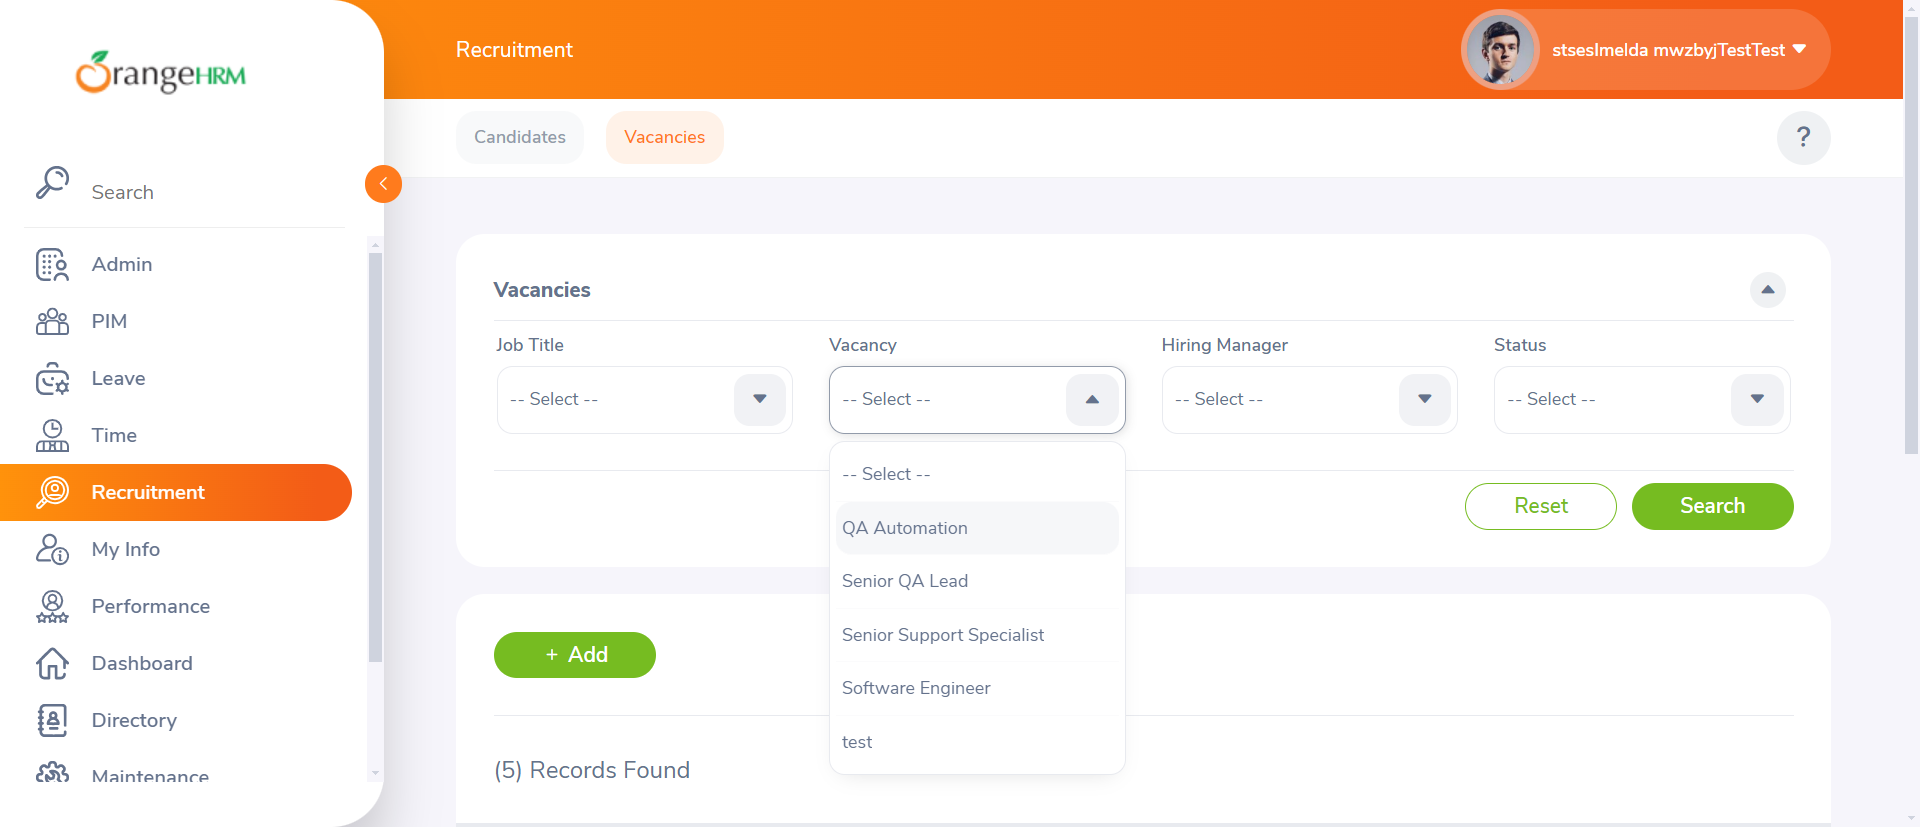 OrangeHRM
Recruitment
stseslmelda mwzbyjTestTest
Candidates
Vacancies
?
Search
Admin
PIM
Leave
Time
Recruitment
My Info
Performance
Dashboard
Directory
Maintenance
Vacancies
Job Title
Vacancy
Hiring Manager
Status
-- Select --
-- Select --
-- Select --
-- Select --
-- Select --
QA Automation
Senior QA Lead
Senior Support Specialist
Software Engineer
test
Reset
Search
+ Add
(5) Records Found